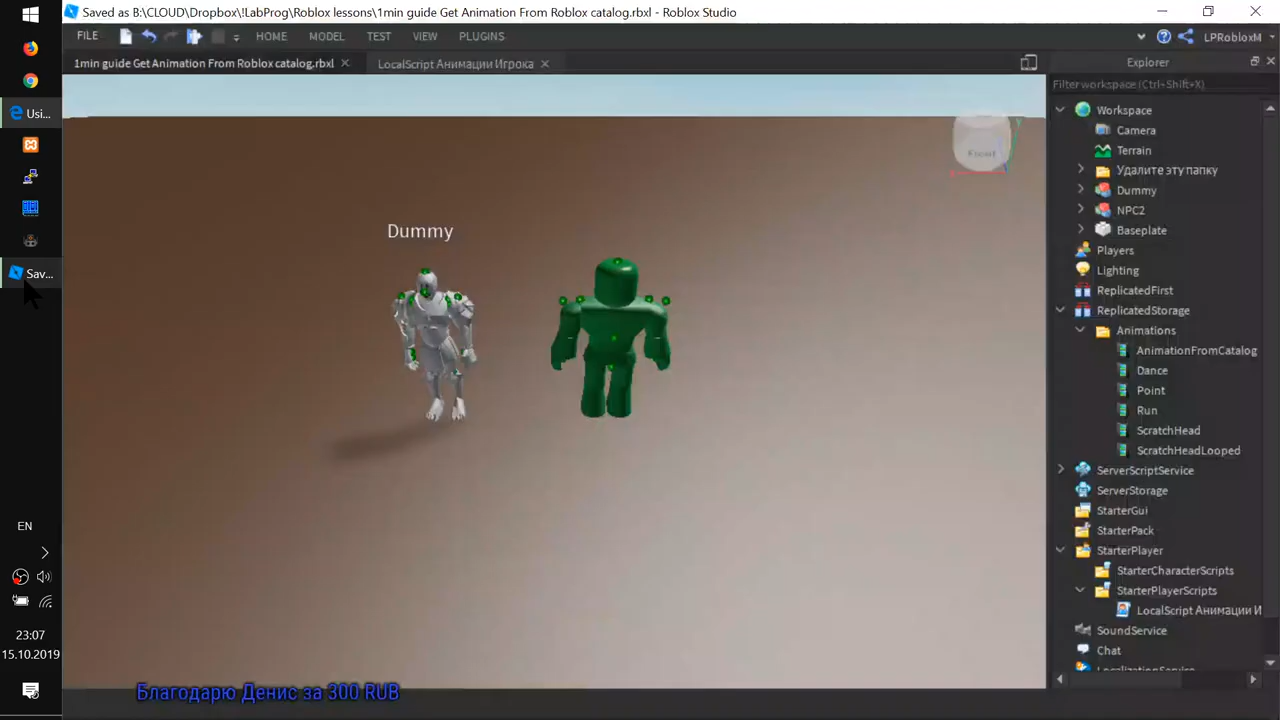 Saved as B:\CLOUD\Dropbox\!LabProg\Roblox lessons\1min guide Get Animation From Roblox catalog.rbxl - Roblox Studio
FILE HOME MODEL TEST VIEW PLUGINS LPRobloxM
1min guide Get Animation From Roblox catalog.rbxl LocalScript Анимации Игрока Explorer
Filter workspace (Ctrl+Shift+X)
Usi...
Sav...
Dummy
Front
Workspace
Camera
Terrain
Удалите эту папку
Dummy
NPC2
Baseplate
Players
Lighting
ReplicatedFirst
ReplicatedStorage
Animations
AnimationFromCatalog
Dance
Point
Run
ScratchHead
ScratchHeadLooped
ServerScriptService
ServerStorage
StarterGui
StarterPack
StarterPlayer
StarterCharacterScripts
StarterPlayerScripts
LocalScript Анимации И
SoundService
Chat
LocalizationService
EN
23:07
15.10.2019
Благодарю Денис за 300 RUB